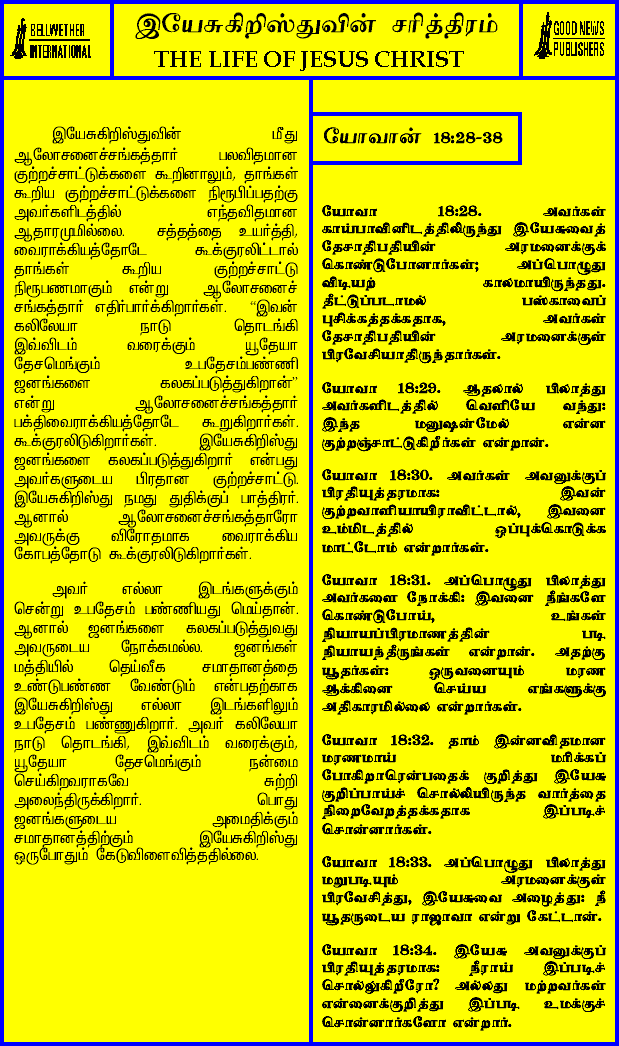 BELLWETHER
INTERNATIONAL
இயேசுகிறிஸ்துவின் சரித்திரம்
THE LIFE OF JESUS CHRIST
GOOD NEWS
PUBLISHERS
இயேசுகிறிஸ்துவின் மீது
ஆலோசனைச்சங்கத்தார் பலவிதமான
குற்றச்சாட்டுக்களை கூறினாலும், தாங்கள்
கூறிய குற்றச்சாட்டுக்களை நிரூபிப்பதற்கு
அவர்களிடத்தில் எந்தவிதமான
ஆதாரமுமில்லை. சத்தத்தை உயர்த்தி,
வைராக்கியத்தோடே கூக்குரலிட்டால்
தாங்கள் கூறிய குற்றச்சாட்டு
நிரூபணமாகும் என்று ஆலோசனைச்
சங்கத்தார் எதிர்பார்க்கிறார்கள். “இவன்
கலிலேயா நாடு தொடங்கி
இவ்விடம் வரைக்கும் யூதேயா
தேசமெங்கும் உபதேசம்பண்ணி
ஜனங்களை கலகப்படுத்துகிறான்”
என்று ஆலோசனைச்சங்கத்தார்
பக்திவைராக்கியத்தோடே கூறுகிறார்கள்.
கூக்குரலிடுகிறார்கள். இயேசுகிறிஸ்து
ஜனங்களை கலகப்படுத்துகிறார் என்பது
அவர்களுடைய பிரதான குற்றச்சாட்டு.
இயேசுகிறிஸ்து நமது துதிக்குப் பாத்திரர்.
ஆனால் ஆலோசனைச்சங்கத்தாரோ
அவருக்கு விரோதமாக வைராக்கிய
கோபத்தோடு கூக்குரலிடுகிறார்கள்.
அவர் எல்லா இடங்களுக்கும்
சென்று உபதேசம் பண்ணியது மெய்தான்.
ஆனால் ஜனங்களை கலகப்படுத்துவது
அவருடைய நோக்கமல்ல. ஜனங்கள்
மத்தியில் தெய்வீக சமாதானத்தை
உண்டுபண்ண வேண்டும் என்பதற்காக
இயேசுகிறிஸ்து எல்லா இடங்களிலும்
உபதேசம் பண்ணுகிறார். அவர் கலிலேயா
நாடு தொடங்கி, இவ்விடம் வரைக்கும்,
யூதேயா தேசமெங்கும் நன்மை
செய்கிறவராகவே சுற்றி
அலைந்திருக்கிறார். பொது
ஜனங்களுடைய அமைதிக்கும்
சமாதானத்திற்கும் இயேசுகிறிஸ்து
ஒருபோதும் கேடுவிளைவித்ததில்லை.
யோவான் 18:28-38
யோவா 18:28. அவர்கள்
காய்பாவினிடத்திலிருந்து இயேசுவைத்
தேசாதிபதியின் அரமனைக்குக்
கொண்டுபோனார்கள்; அப்பொழுது
விடியற் காலமாயிருந்தது.
தீட்டுப்படாமல் பஸ்காவைப்
புசிக்கத்தக்கதாக, அவர்கள்
தேசாதிபதியின் அரமனைக்குள்
பிரவேசியாதிருந்தார்கள்.
யோவா 18:29. ஆதலால் பிலாத்து
அவர்களிடத்தில் வெளியே வந்து:
இந்த மனுஷன்மேல் என்ன
குற்றஞ்சாட்டுகிறீர்கள் என்றான்.
யோவா 18:30. அவர்கள் அவனுக்குப்
பிரதியுத்தரமாக: இவன்
குற்றவாளியாயிராவிட்டால், இவனை
உம்மிடத்தில் ஒப்புக்கொடுக்க
மாட்டோம் என்றார்கள்.
யோவா 18:31. அப்பொழுது பிலாத்து
அவர்களை நோக்கி: இவனை நீங்களே
கொண்டுபோய், உங்கள்
நியாயப்பிரமாணத்தின் படி
நியாயந்தீருங்கள் என்றான். அதற்கு
யூதர்கள்: ஒருவனையும் மரண
ஆக்கினை செய்ய எங்களுக்கு
அதிகாரமில்லை என்றார்கள்.
யோவா 18:32. தாம் இன்னவிதமான
மரணமாய் மரிக்கப்
போகிறாரென்பதைக் குறித்து இயேசு
குறிப்பாய்ச் சொல்லியிருந்த வார்த்தை
நிறைவேறத்தக்கதாக இப்படிச்
சொன்னார்கள்.
யோவா 18:33. அப்பொழுது பிலாத்து
மறுபடியும் அரமனைக்குள்
பிரவேசித்து, இயேசுவை அழைத்து: நீ
யூதருடைய ராஜாவா என்று கேட்டான்.
யோவா 18:34. இயேசு அவனுக்குப்
பிரதியுத்தரமாக: நீராய் இப்படிச்
சொல்லுகிறீரோ? அல்லது மற்றவர்கள்
என்னைக்குறித்து இப்படி உமக்குச்
சொன்னார்களோ என்றார்.